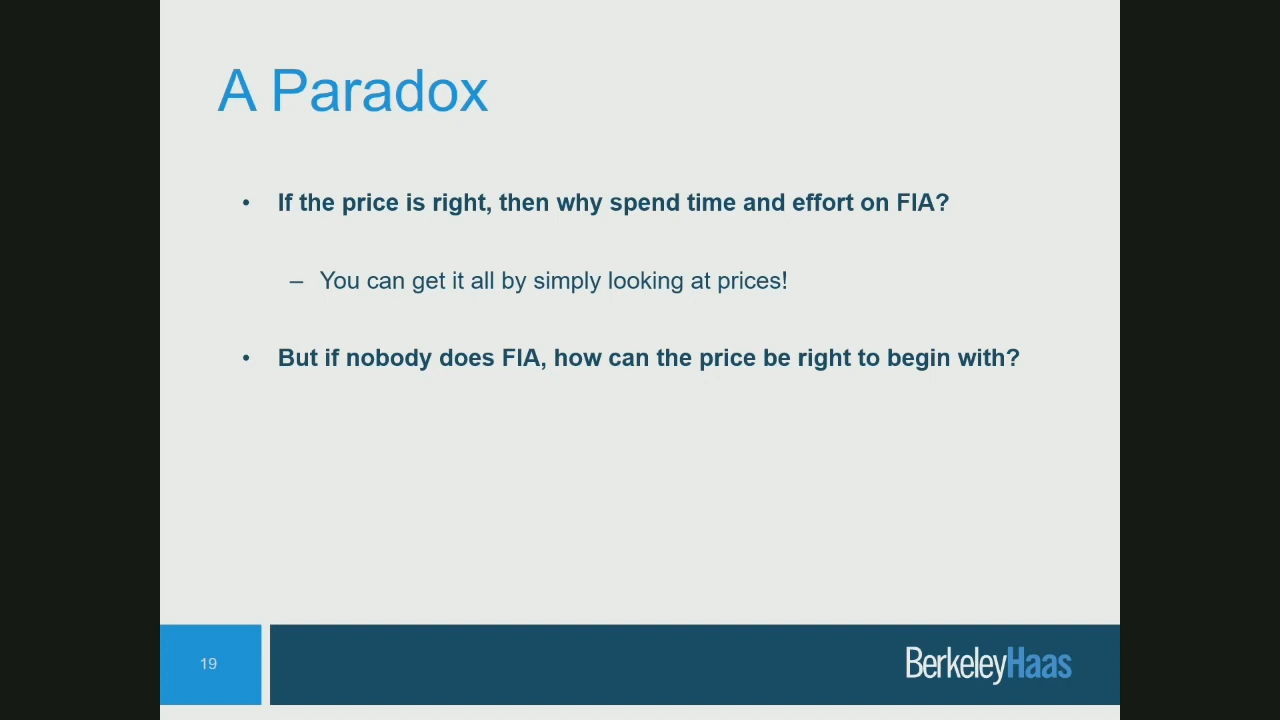 A Paradox
• If the price is right, then why spend time and effort on FIA?
– You can get it all by simply looking at prices!
• But if nobody does FIA, how can the price be right to begin with?
19
BerkeleyHaas